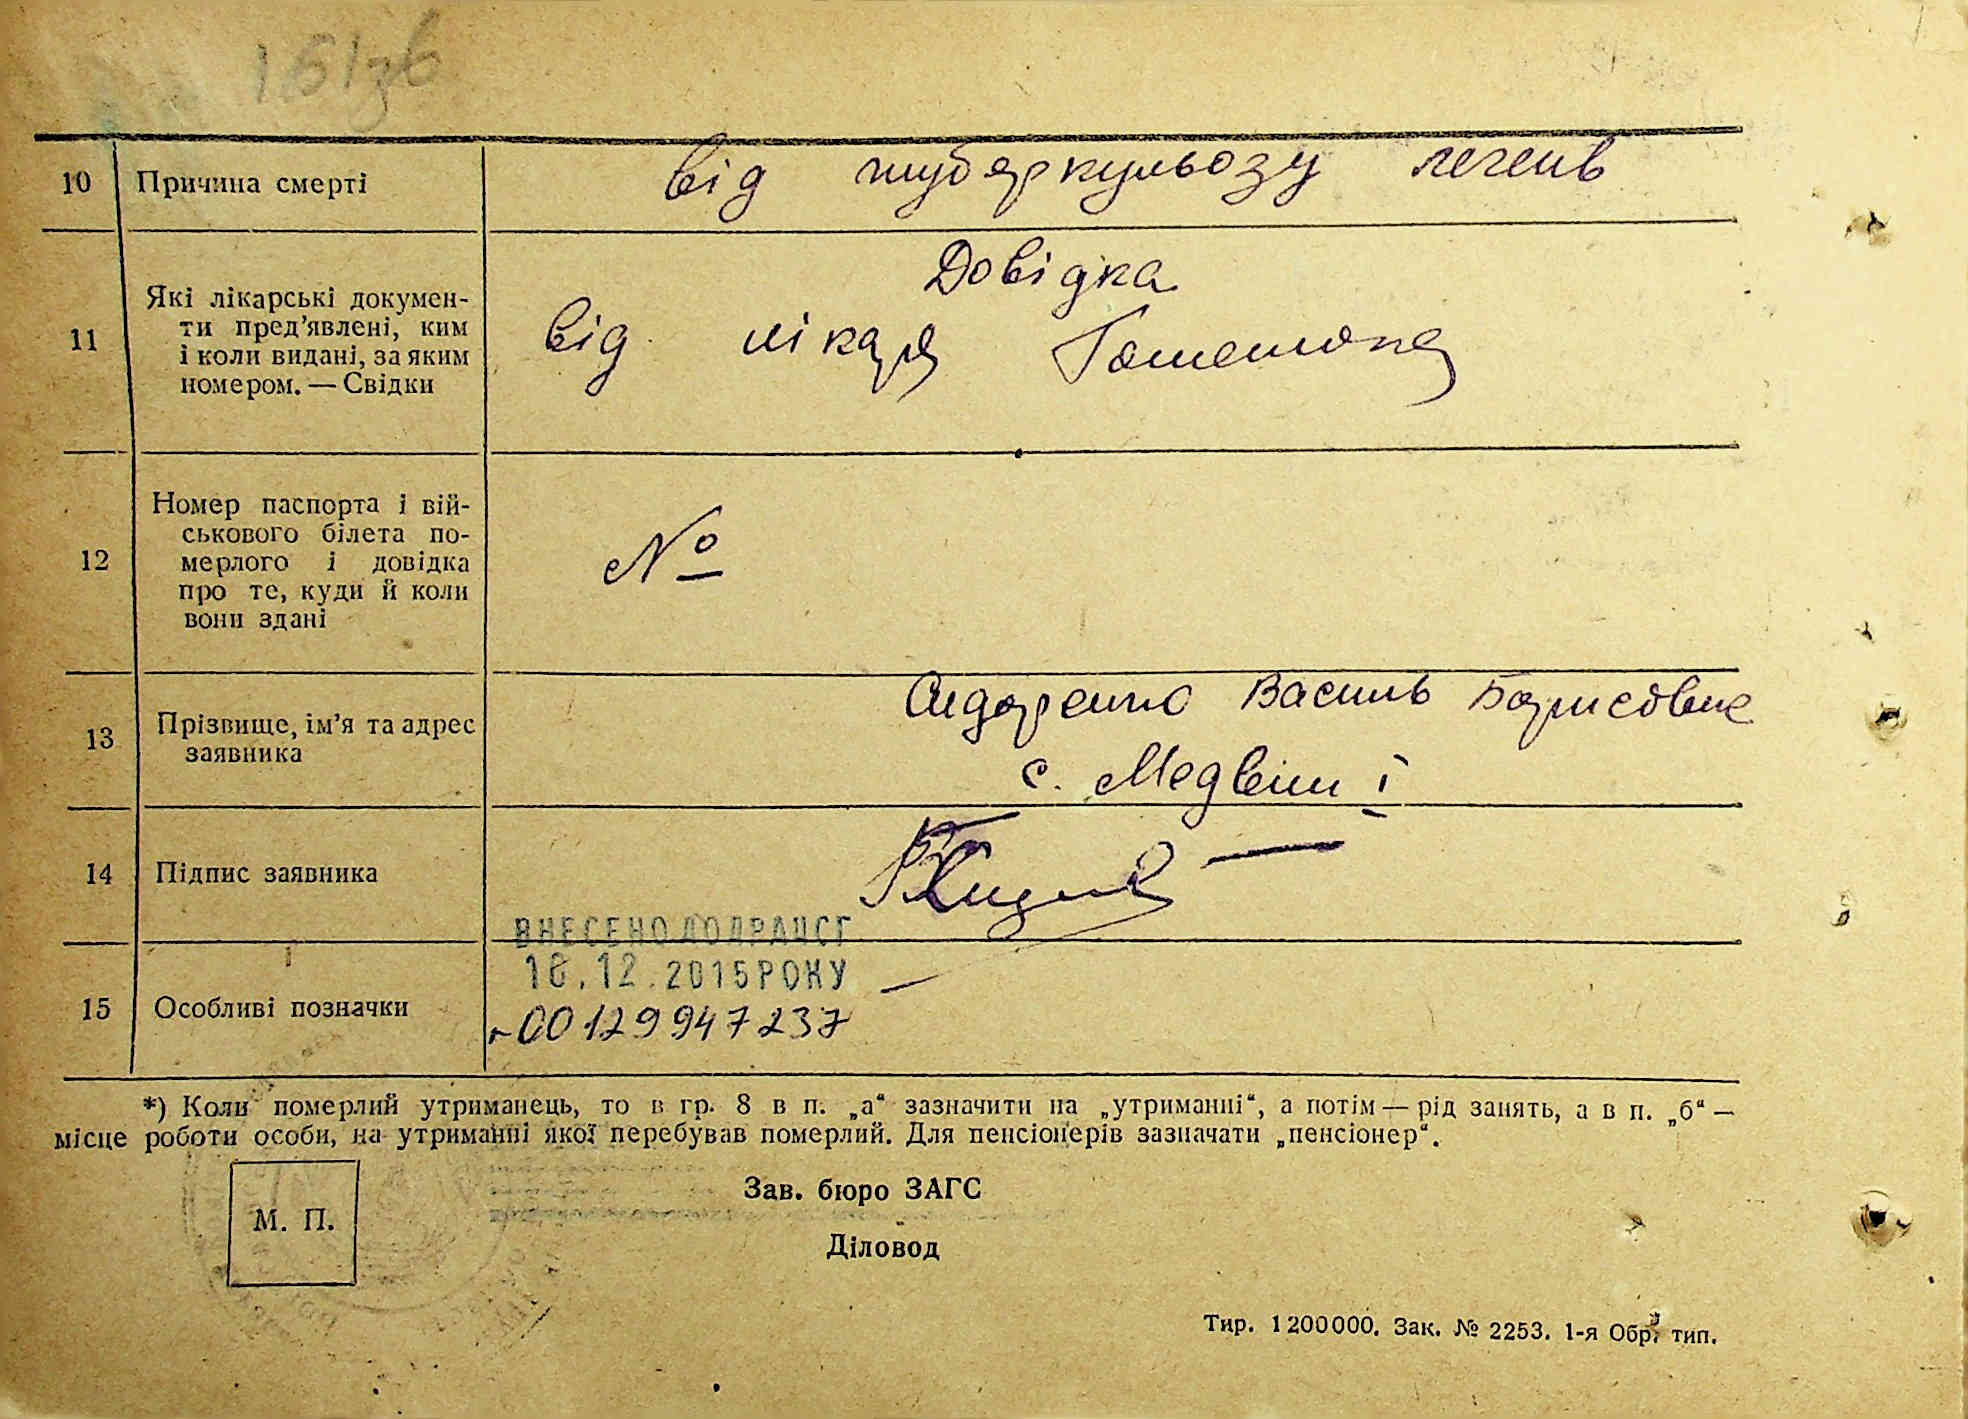 10 Причина смерті від туберкульозу легень
Довідка
11 Які лікарські докумен-
ти пред’явлені, ким
і коли видані, за яким
номером. — Свідки
від лікаря
12 Номер паспорта і вій-
ськового білета по-
мерлого і довідка
про те, куди й коли
вони здані
№
13 Прізвище, ім’я та адрес
заявника
Сидоренко Василь Борисович
с. Медвин І
14 Підпис заявника
ВНЕСЕНО ДО ДРАЦСГ
18.12.2015 РОКУ
15 Особливі позначки
00129947237
*) Коли померлий утриманець, то в гр. 8 в п. „а“ зазначити на „утриманні“, а потім — рід занять, а в п. „б“ —
місце роботи особи, на утриманні якої перебував померлий. Для пенсіонерів зазначати „пенсіонер“.
Зав. бюро ЗАГС
М. П.
Діловод
Тир. 1200000. Зак. № 2253. 1-я Обр. тип.